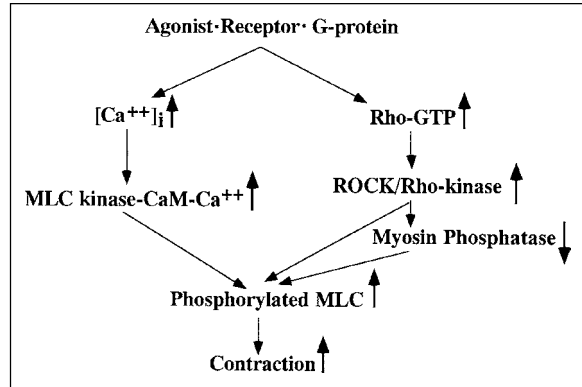 Agonist·Receptor·G-protein
[Ca++]i
Rho-GTP
MLC kinase-CaM-Ca++
ROCK/Rho-kinase
Myosin Phosphatase
Phosphorylated MLC
Contraction